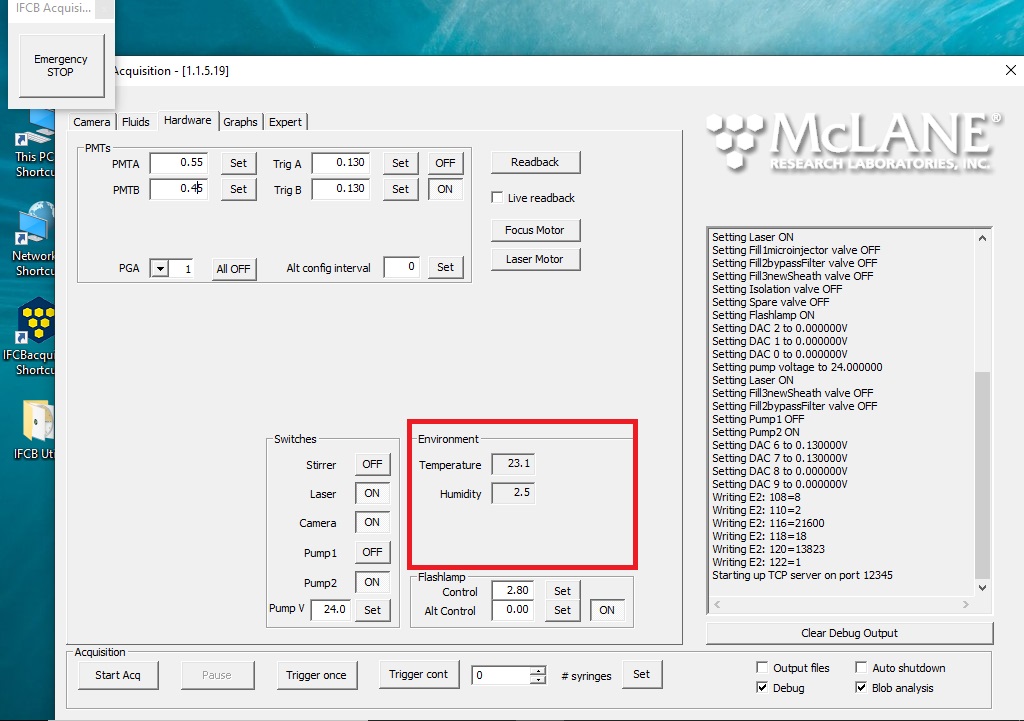 IFCB Acquisi...
Emergency
STOP
Acquisition - [1.1.5.19]
This PC
Shortcu
Network
Shortcu
IFCBacqui
Shortcu
IFCB Uti
Camera
Fluids
Hardware
Graphs
Expert
PMTs
PMTA 0.55 Set Trig A 0.130 Set OFF
PMTB 0.45 Set Trig B 0.130 Set ON
PGA 1 All OFF Alt config interval 0 Set
Readback
Live readback
Focus Motor
Laser Motor
Switches
Stirrer OFF
Laser ON
Camera ON
Pump1 OFF
Pump2 ON
Pump V 24.0 Set
Environment
Temperature 23.1
Humidity 2.5
Flashlamp
Control 2.80 Set
Alt Control 0.00 Set ON
McLANE®
RESEARCH LABORATORIES, INC.
Setting Laser ON
Setting Fill1microinjector valve OFF
Setting Fill2bypassFilter valve OFF
Setting Fill3newSheath valve OFF
Setting Isolation valve OFF
Setting Spare valve OFF
Setting Flashlamp ON
Setting DAC 2 to 0.000000V
Setting DAC 1 to 0.000000V
Setting DAC 0 to 0.000000V
Setting pump voltage to 24.000000
Setting Laser ON
Setting Fill3newSheath valve OFF
Setting Fill2bypassFilter valve OFF
Setting Pump1 OFF
Setting Pump2 ON
Setting DAC 6 to 0.130000V
Setting DAC 7 to 0.130000V
Setting DAC 8 to 0.000000V
Setting DAC 9 to 0.000000V
Writing E2: 108=8
Writing E2: 110=2
Writing E2: 116=21600
Writing E2: 118=18
Writing E2: 120=13823
Writing E2: 122=1
Starting up TCP server on port 12345
Clear Debug Output
Acquisition
Start Acq
Pause
Trigger once
Trigger cont
0
# syringes
Set
Output files
Auto shutdown
Debug
Blob analysis